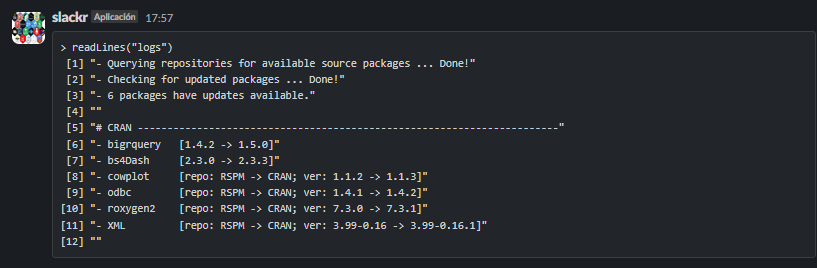 slackr Aplicación 17:57
> readLines("logs")
[1] "- Querying repositories for available source packages ... Done!"
[2] "- Checking for updated packages ... Done!"
[3] "- 6 packages have updates available."
[4] ""
[5] "# CRAN -----------------------------------------------------------------------"
[6] "- bigrquery   [1.4.2 -> 1.5.0]"
[7] "- bs4Dash     [2.3.0 -> 2.3.3]"
[8] "- cowplot     [repo: RSPM -> CRAN; ver: 1.1.2 -> 1.1.3]"
[9] "- odbc        [repo: RSPM -> CRAN; ver: 1.4.1 -> 1.4.2]"
[10] "- roxygen2    [repo: RSPM -> CRAN; ver: 7.3.0 -> 7.3.1]"
[11] "- XML         [repo: RSPM -> CRAN; ver: 3.99-0.16 -> 3.99-0.16.1]"
[12] ""